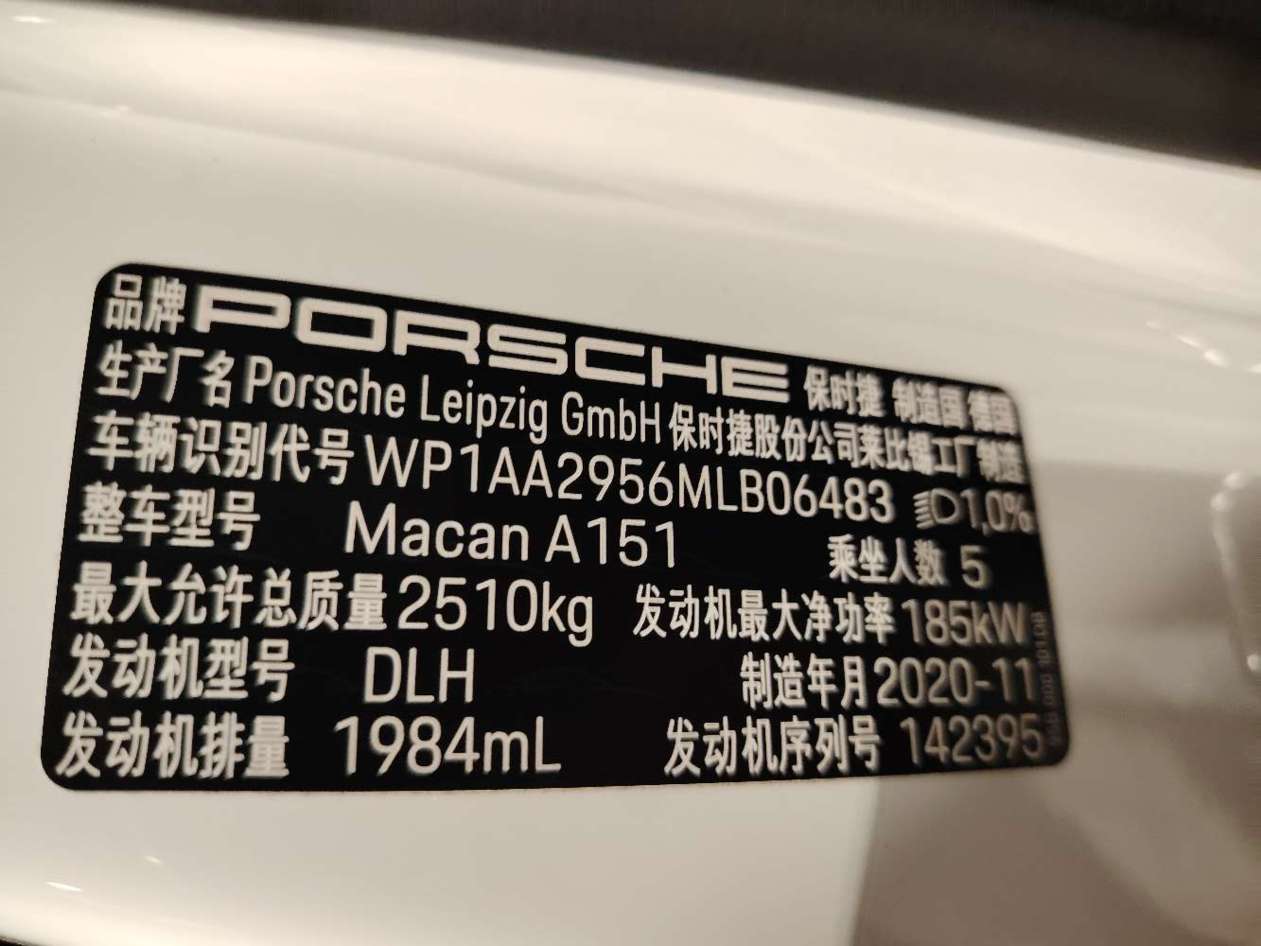 品牌 PORSCHE 保时捷 制造国 德国
生产厂名 Porsche Leipzig GmbH 保时捷股份公司莱比锡工厂制造
车辆识别代号 WP1AA2956MLB06483 1,0%
整车型号 Macan A151 乘坐人数 5
最大允许总质量 2510kg 发动机最大净功率 185kW
发动机型号 DLH 制造年月 2020-11
发动机排量 1984mL 发动机序列号 142395